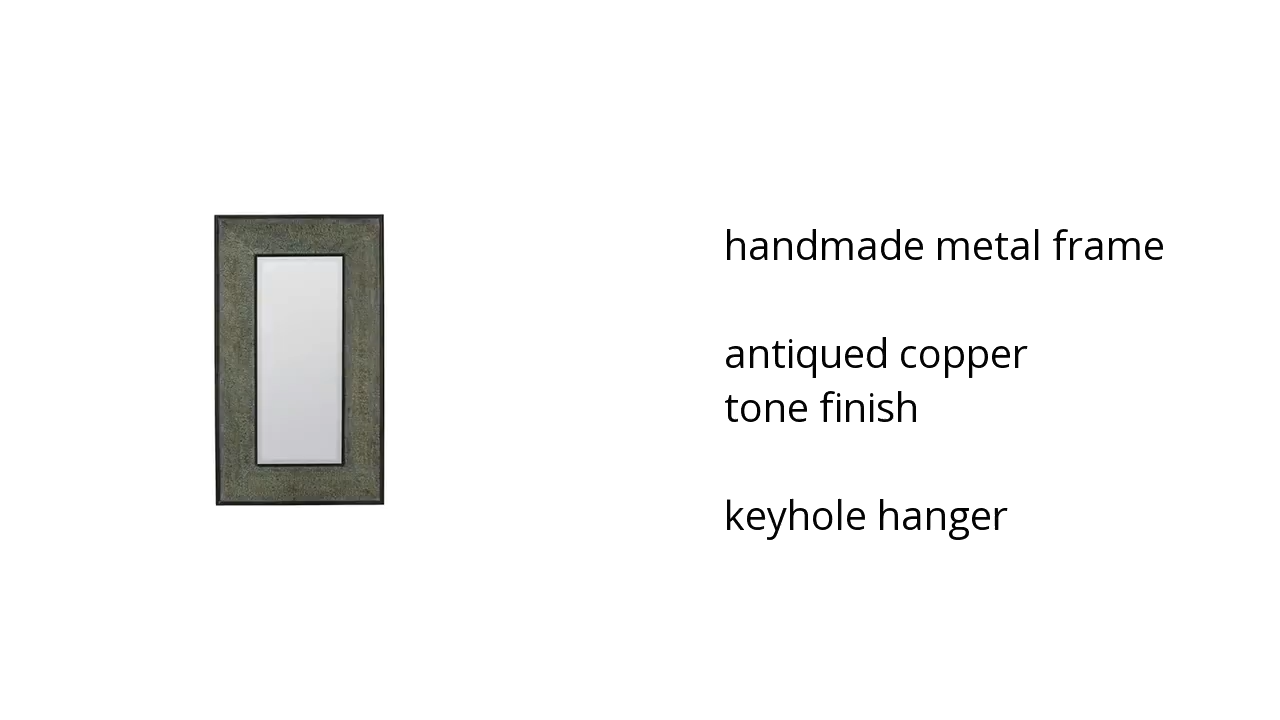 handmade metal frame
antiqued copper
tone finish
keyhole hanger